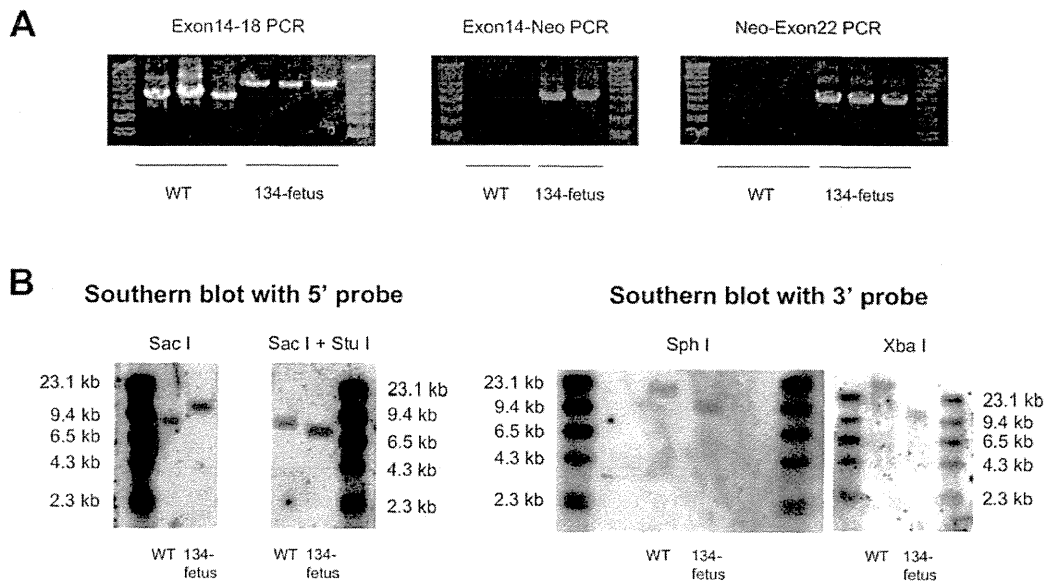 A
Exon14-18 PCR
Exon14-Neo PCR
Neo-Exon22 PCR
WT
134-fetus
WT
134-fetus
WT
134-fetus
B
Southern blot with 5' probe
Southern blot with 3' probe
Sac I
Sac I + Stu I
Sph I
Xba I
23.1 kb
9.4 kb
6.5 kb
4.3 kb
2.3 kb
23.1 kb
9.4 kb
6.5 kb
4.3 kb
2.3 kb
23.1 kb
9.4 kb
6.5 kb
4.3 kb
2.3 kb
23.1 kb
9.4 kb
6.5 kb
4.3 kb
2.3 kb
WT 134-
fetus
WT 134-
fetus
WT 134-
fetus
WT 134-
fetus